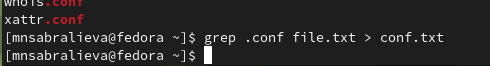 whois.conf
xattr.conf
[mnsabralieva@fedora ~]$ grep .conf file.txt > conf.txt
[mnsabralieva@fedora ~]$